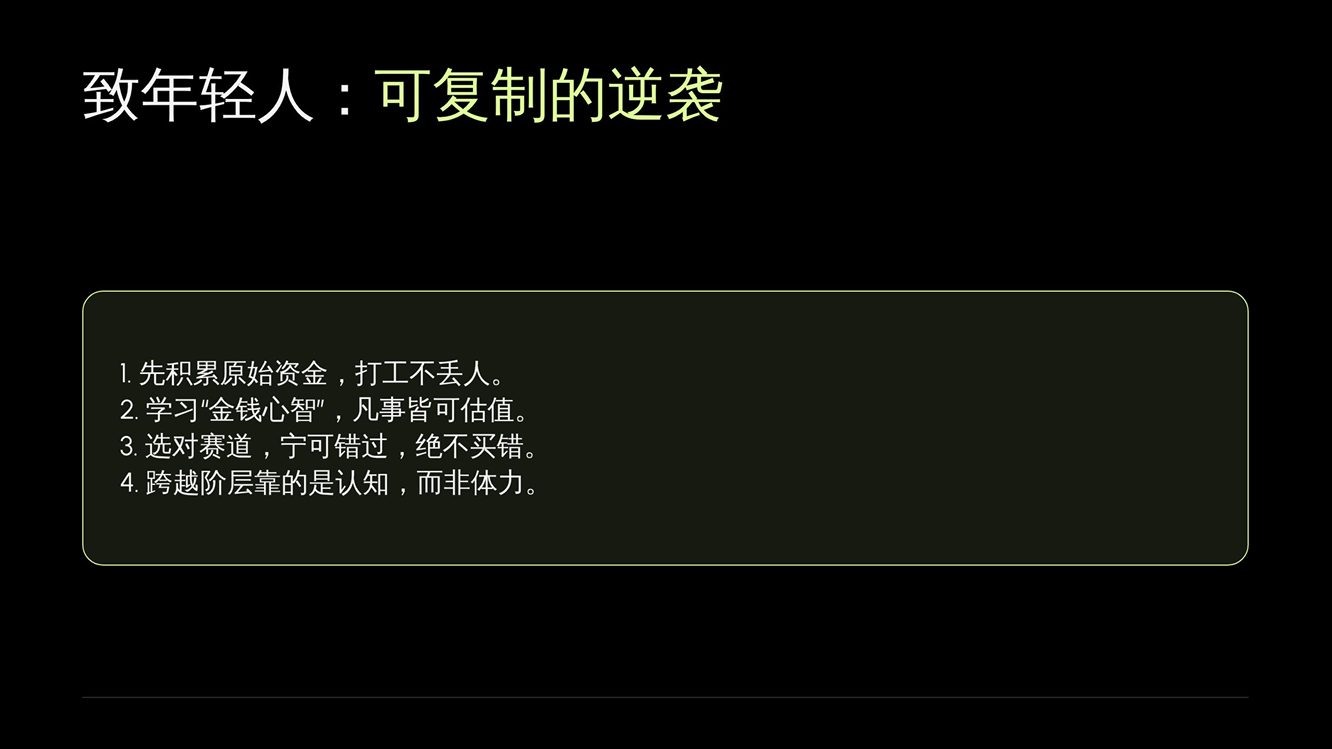 致年轻人：可复制的逆袭
1. 先积累原始资金，打工不丢人。
2. 学习“金钱心智”，凡事皆可估值。
3. 选对赛道，宁可错过，绝不买错。
4. 跨越阶层靠的是认知，而非体力。